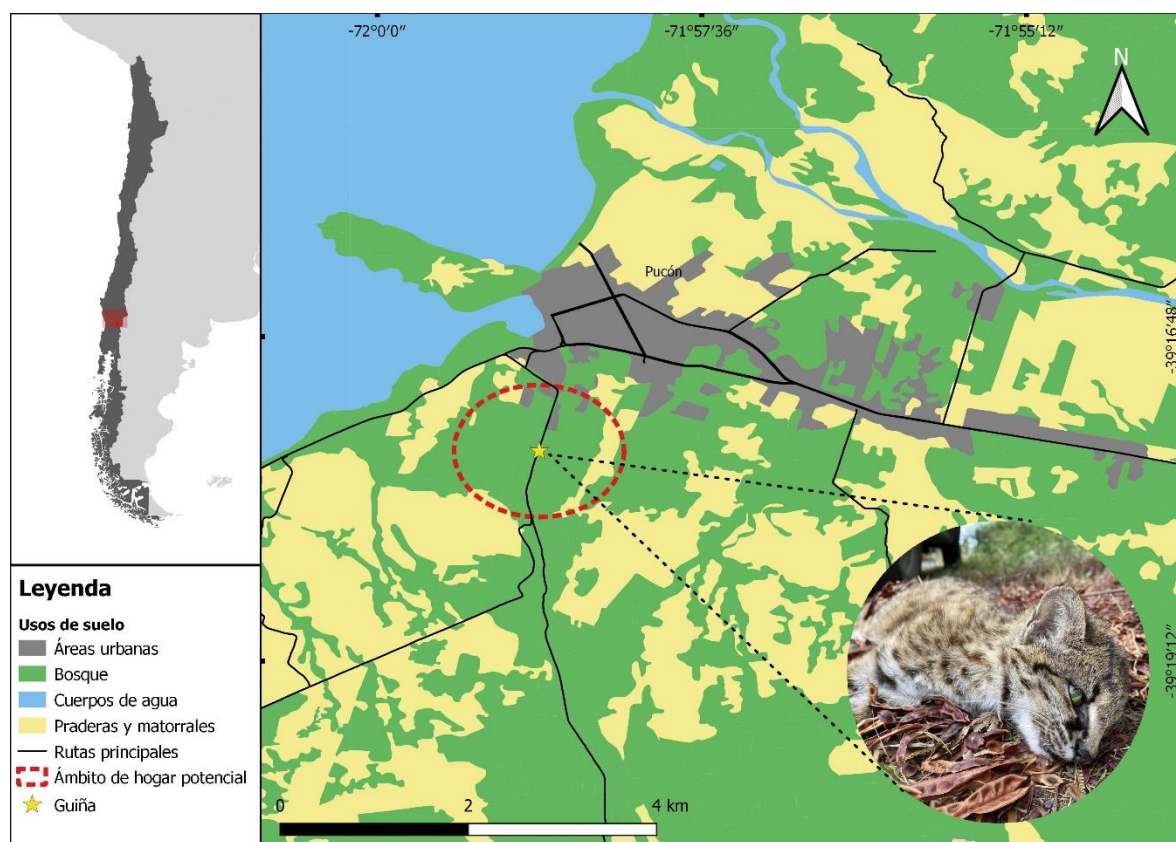 -72°0′0″
-71°57′36″
-71°55′12″
N
Pucón
-39°16′48″
-39°19′12″
Leyenda
Usos de suelo
Áreas urbanas
Bosque
Cuerpos de agua
Praderas y matorrales
Rutas principales
Ámbito de hogar potencial
Guiña
0
2
4 km